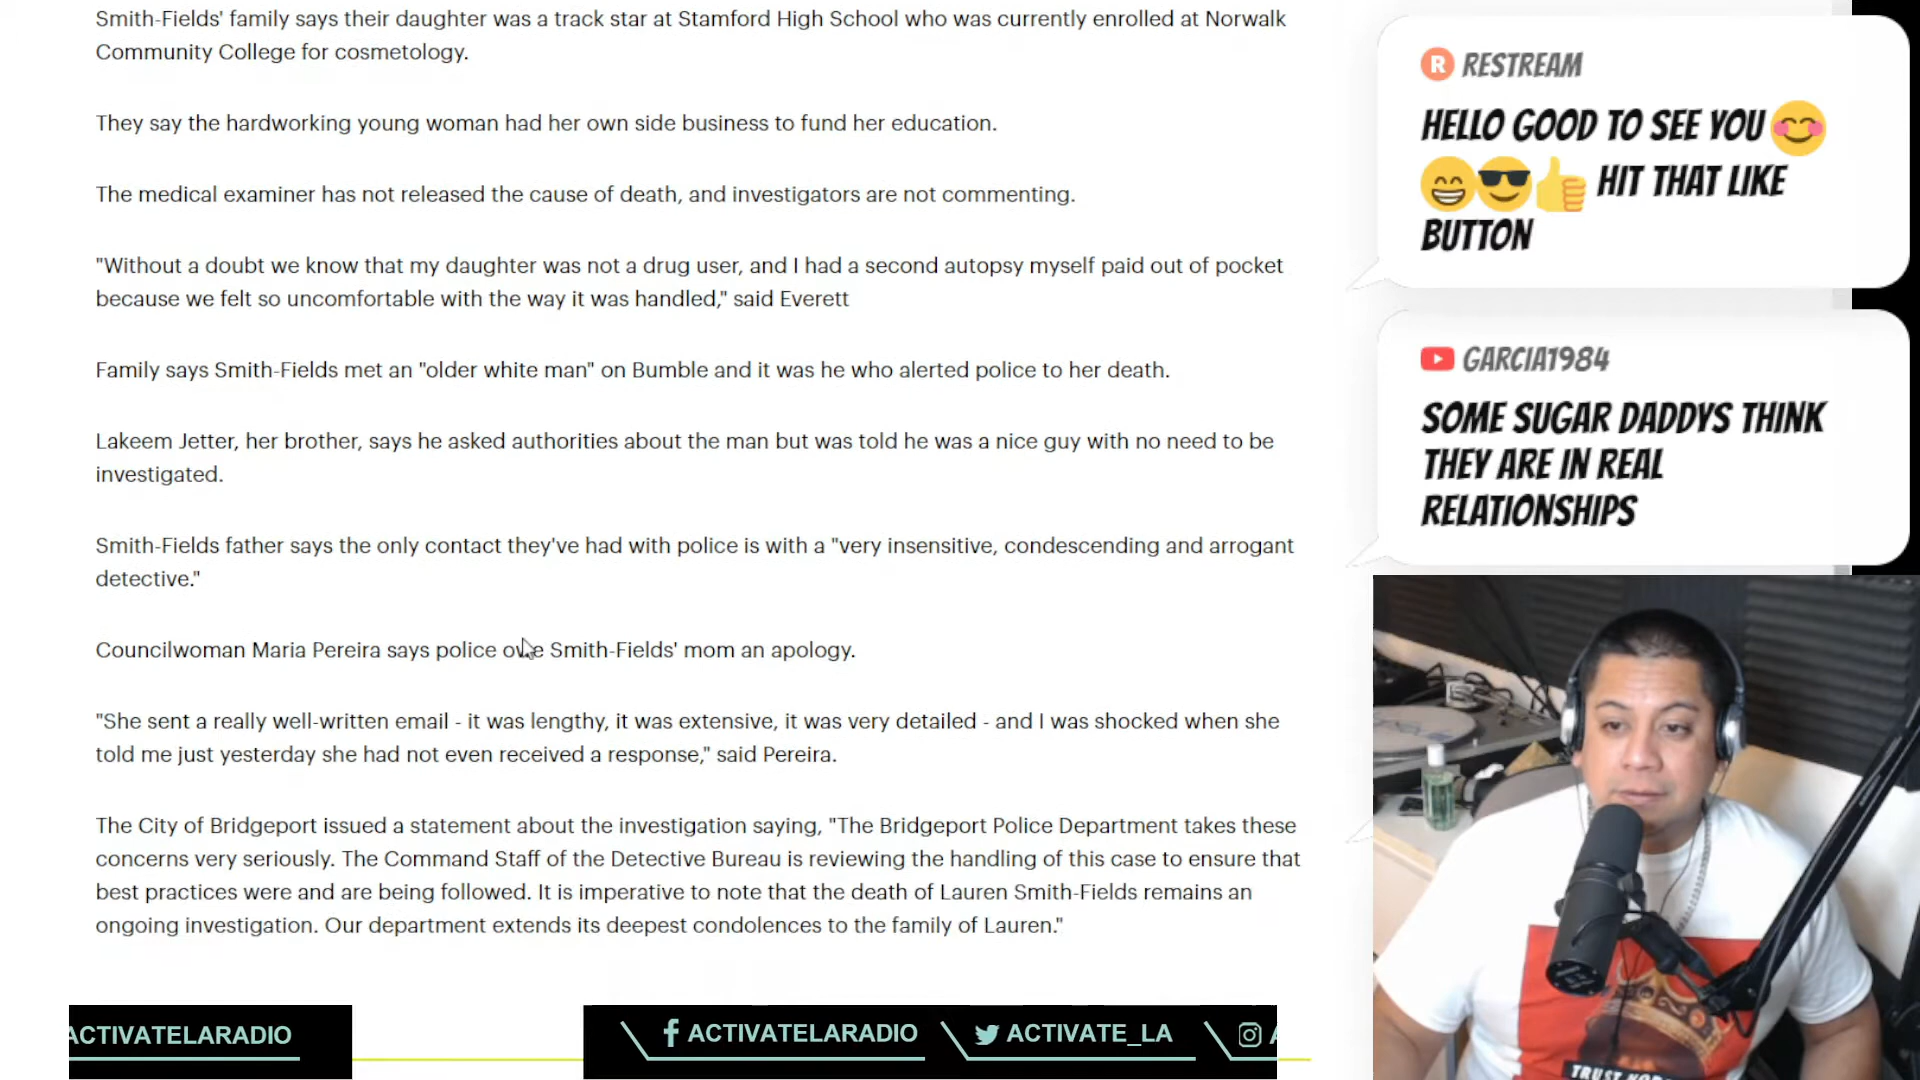 Smith-Fields' family says their daughter was a track star at Stamford High School who was currently enrolled at Norwalk
Community College for cosmetology.
They say the hardworking young woman had her own side business to fund her education.
The medical examiner has not released the cause of death, and investigators are not commenting.
"Without a doubt we know that my daughter was not a drug user, and I had a second autopsy myself paid out of pocket
because we felt so uncomfortable with the way it was handled," said Everett
Family says Smith-Fields met an "older white man" on Bumble and it was he who alerted police to her death.
Lakeem Jetter, her brother, says he asked authorities about the man but was told he was a nice guy with no need to be
investigated.
Smith-Fields father says the only contact they've had with police is with a "very insensitive, condescending and arrogant
detective."
Councilwoman Maria Pereira says police owe Smith-Fields' mom an apology.
"She sent a really well-written email - it was lengthy, it was extensive, it was very detailed - and I was shocked when she
told me just yesterday she had not even received a response," said Pereira.
The City of Bridgeport issued a statement about the investigation saying, "The Bridgeport Police Department takes these
concerns very seriously. The Command Staff of the Detective Bureau is reviewing the handling of this case to ensure that
best practices were and are being followed. It is imperative to note that the death of Lauren Smith-Fields remains an
ongoing investigation. Our department extends its deepest condolences to the family of Lauren."
R RESTREAM
HELLO GOOD TO SEE YOU😊
😁😎👍 HIT THAT LIKE
BUTTON
GARCIA1984
SOME SUGAR DADDYS THINK
THEY ARE IN REAL
RELATIONSHIPS
TRUST
ACTIVATELARADIO
f ACTIVATELARADIO
ACTIVATE_LA